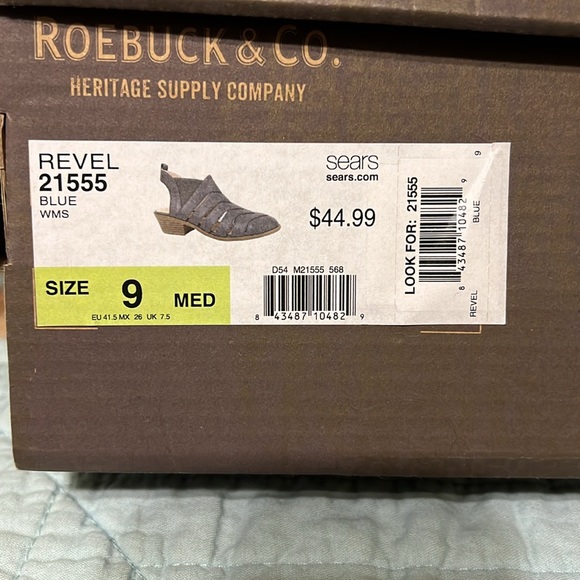 ROEBUCK & CO.
HERITAGE SUPPLY COMPANY
REVEL
21555
BLUE
WMS
sears
sears.com
$44.99
SIZE 9 MED
EU 41.5 MX 26 UK 7.5
D54 M21555 568
8 43487 10482 9
LOOK FOR: 21555
8 43487 10482 9
REVEL BLUE 9